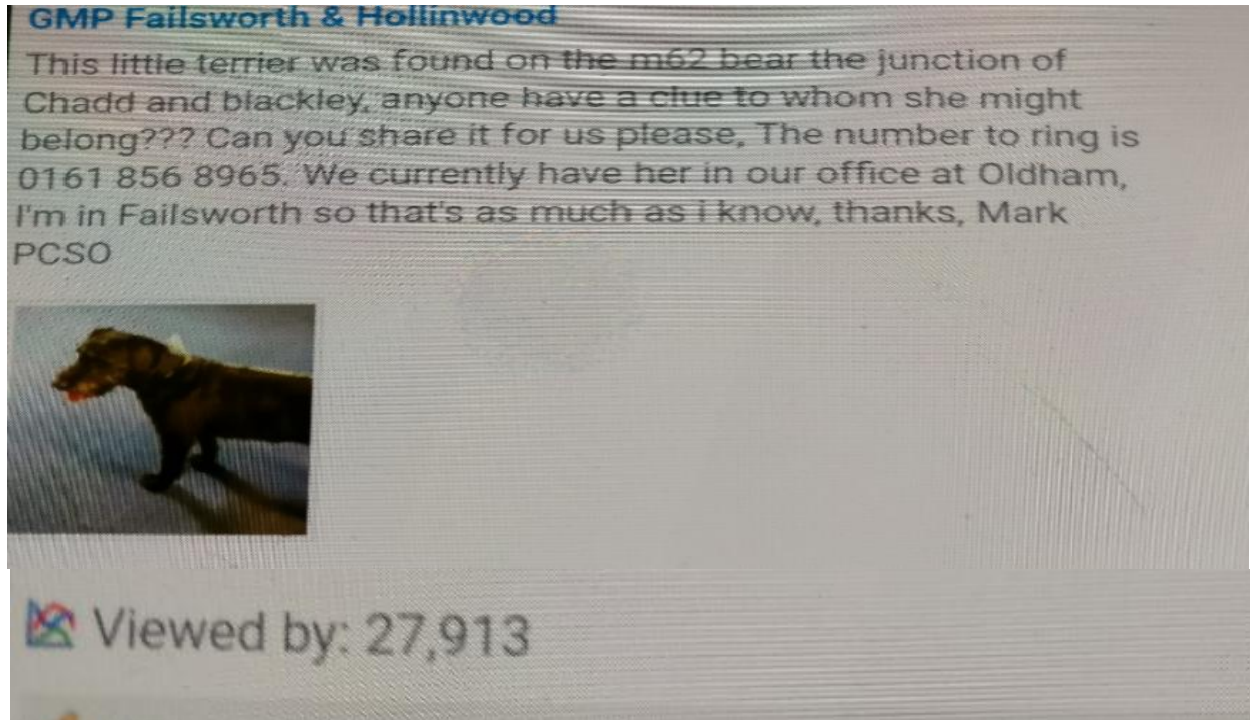 GMP Failsworth & Hollinwood
This little terrier was found on the m62 bear the junction of
Chadd and blackley, anyone have a clue to whom she might
belong??? Can you share it for us please, The number to ring is
0161 856 8965. We currently have her in our office at Oldham,
I'm in Failsworth so that's as much as i know, thanks, Mark
PCSO
Viewed by: 27,913